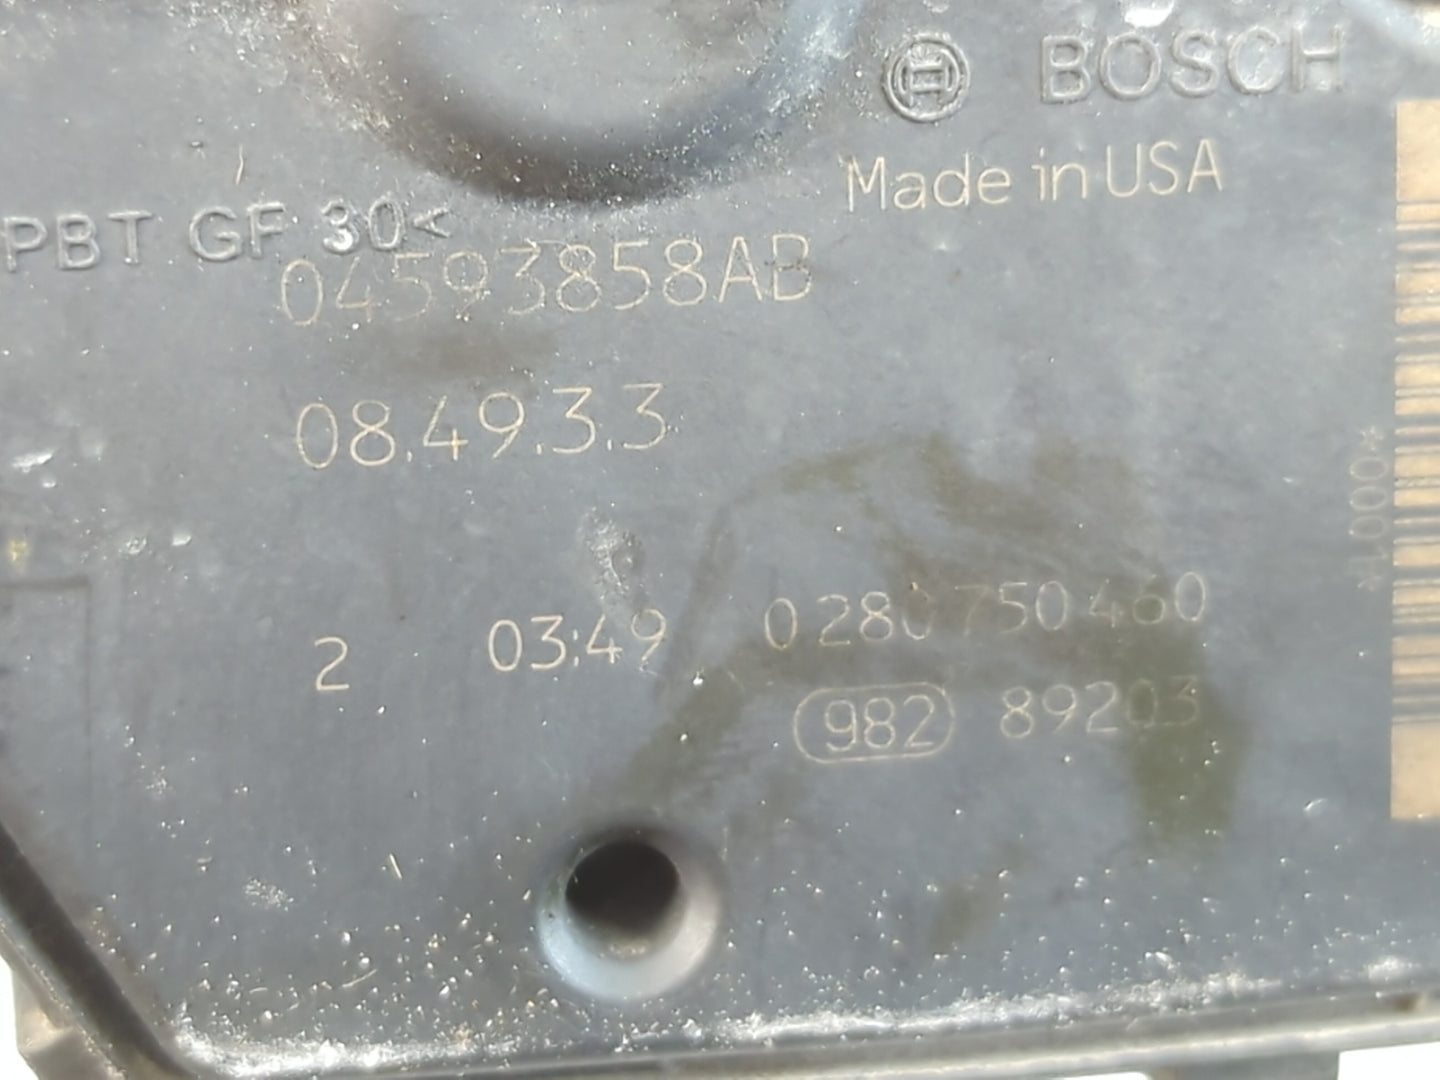 BOSCH
Made in USA
PBT GF 30<
04593858AB
08.49.3.3
2 03:49 0 280 750 460
982 89203
*0001*